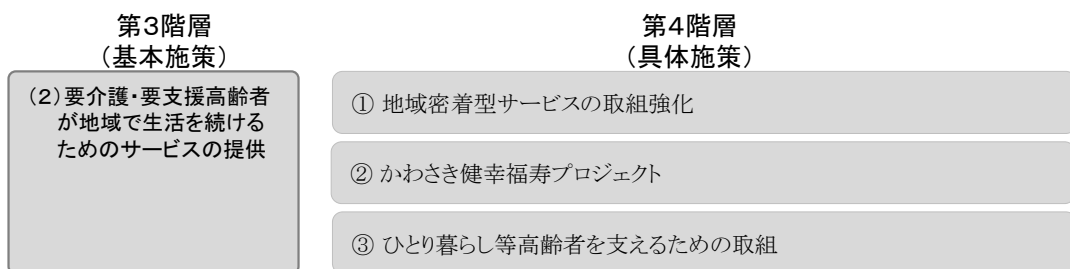 第3階層
(基本施策)
第4階層
(具体施策)
(2)要介護・要支援高齢者
が地域で生活を続ける
ためのサービスの提供
① 地域密着型サービスの取組強化
② かわさき健幸福寿プロジェクト
③ ひとり暮らし等高齢者を支えるための取組